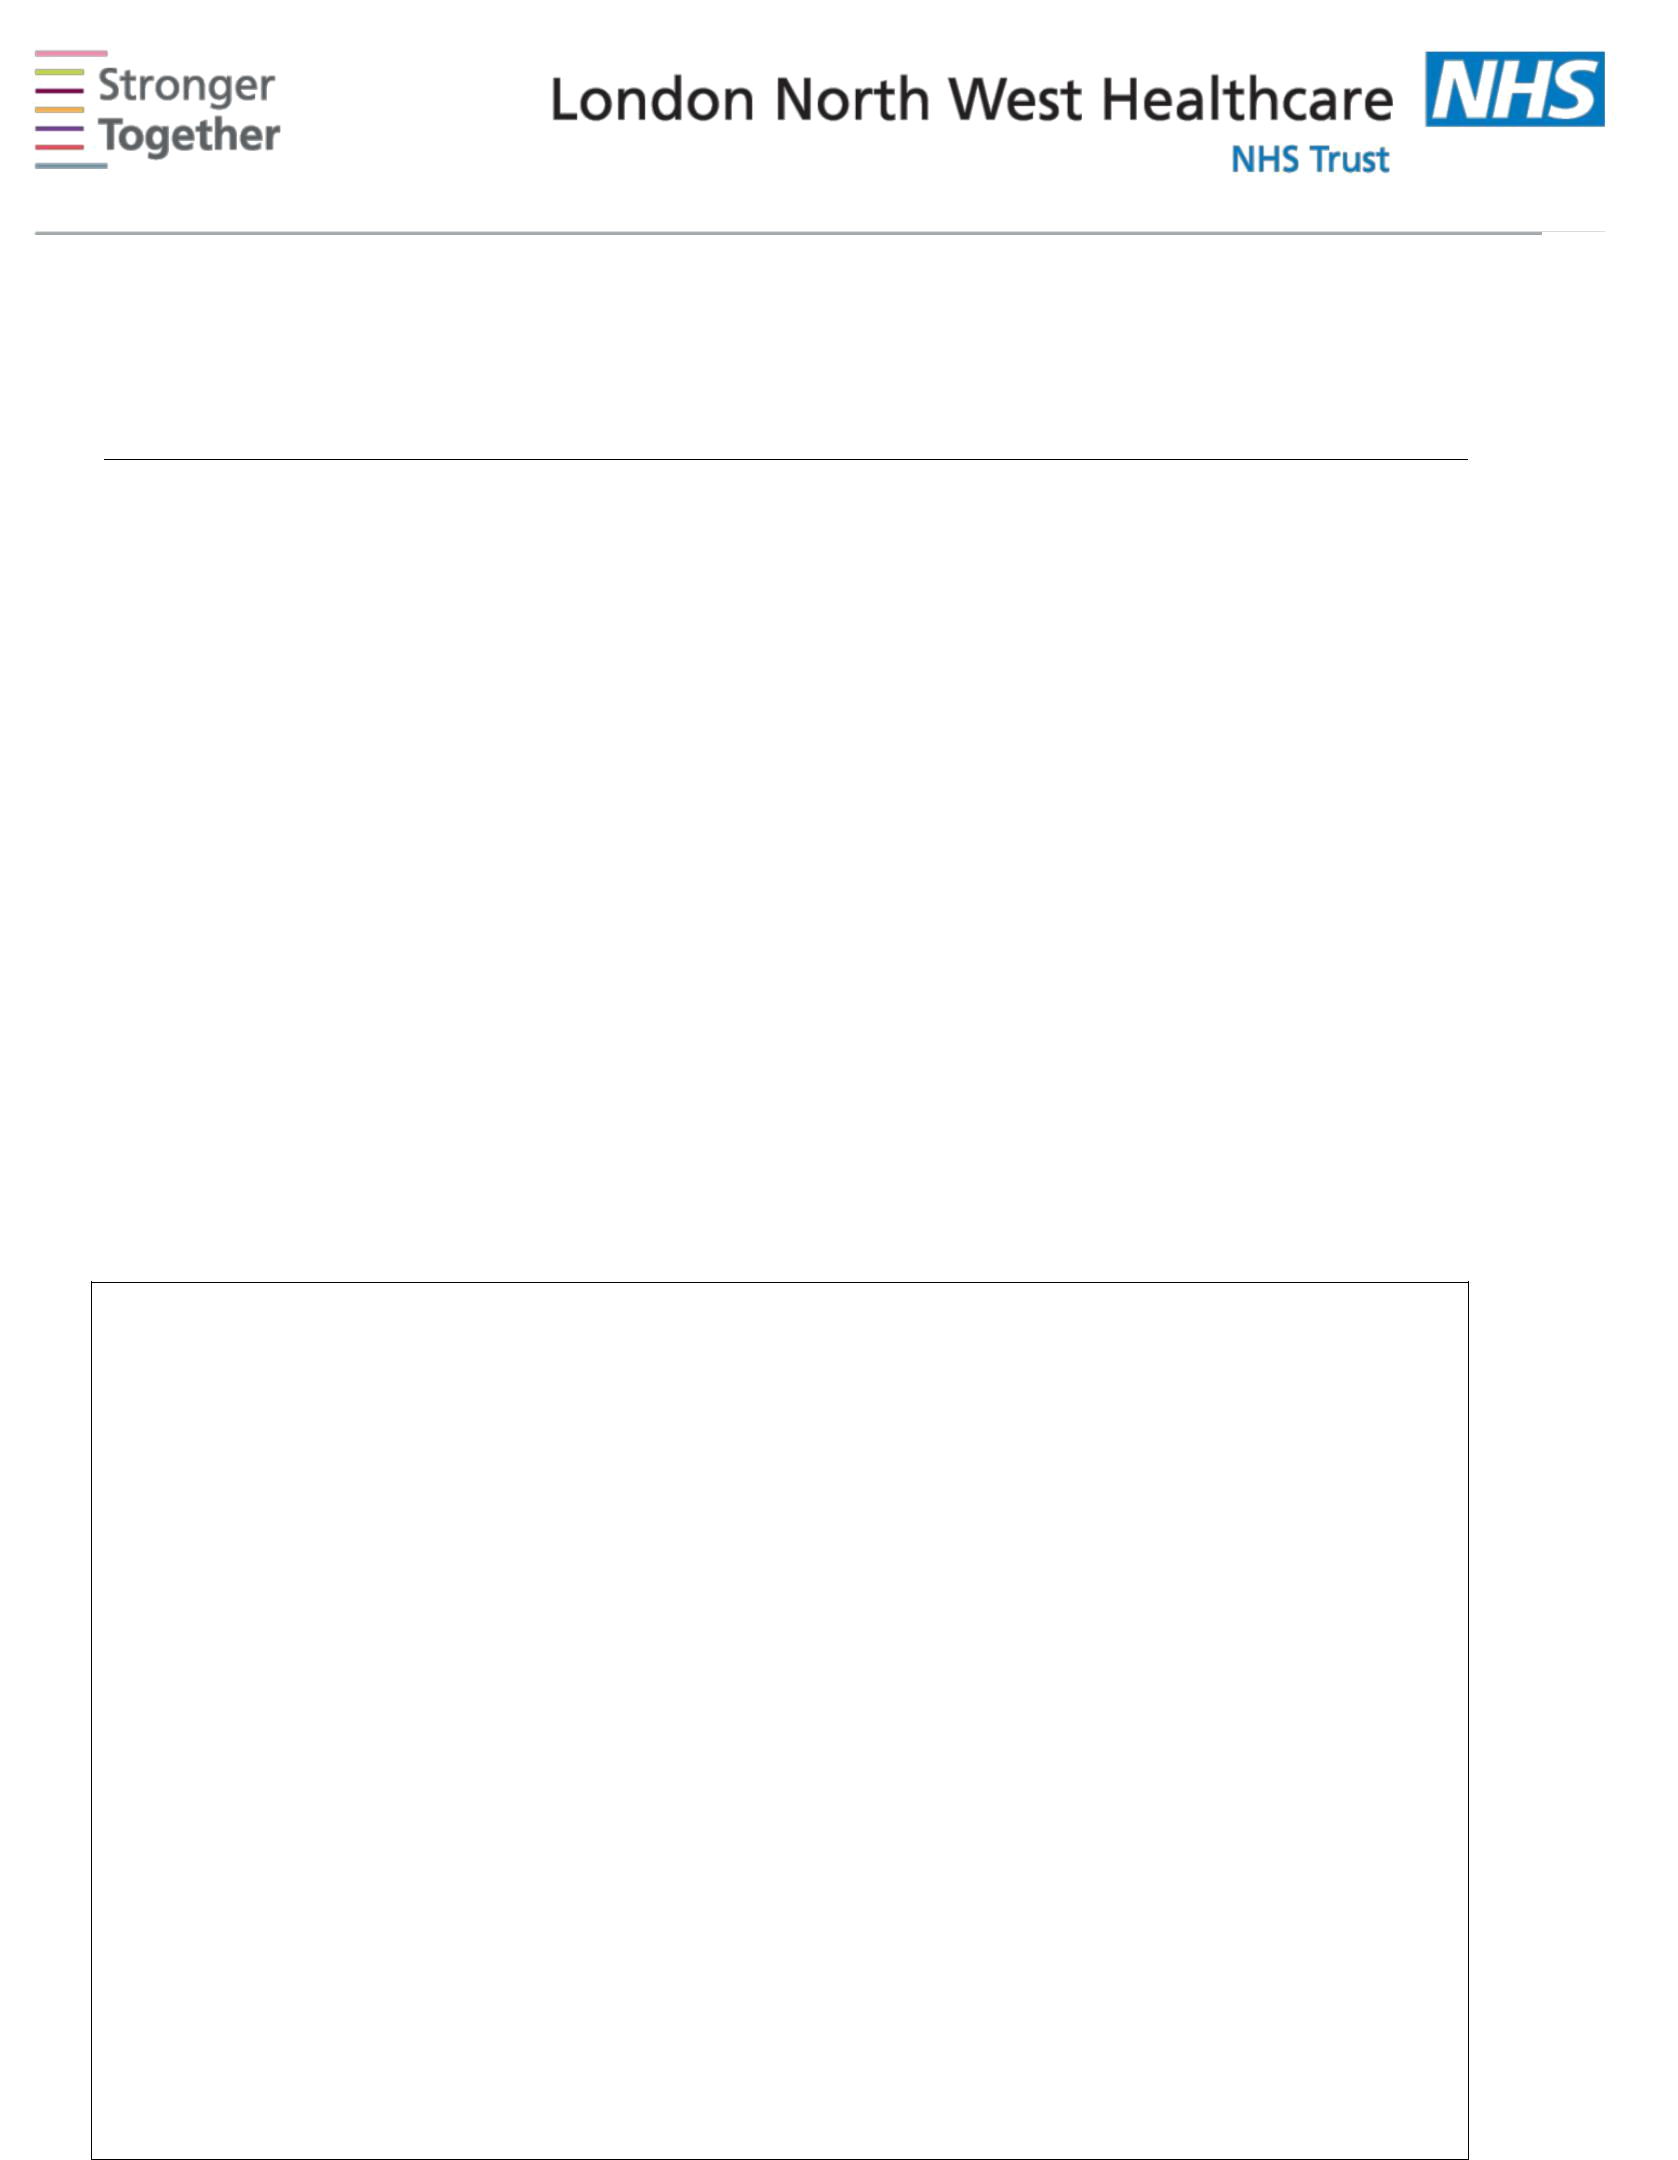 Stronger
Together
London North West Healthcare NHS
NHS Trust